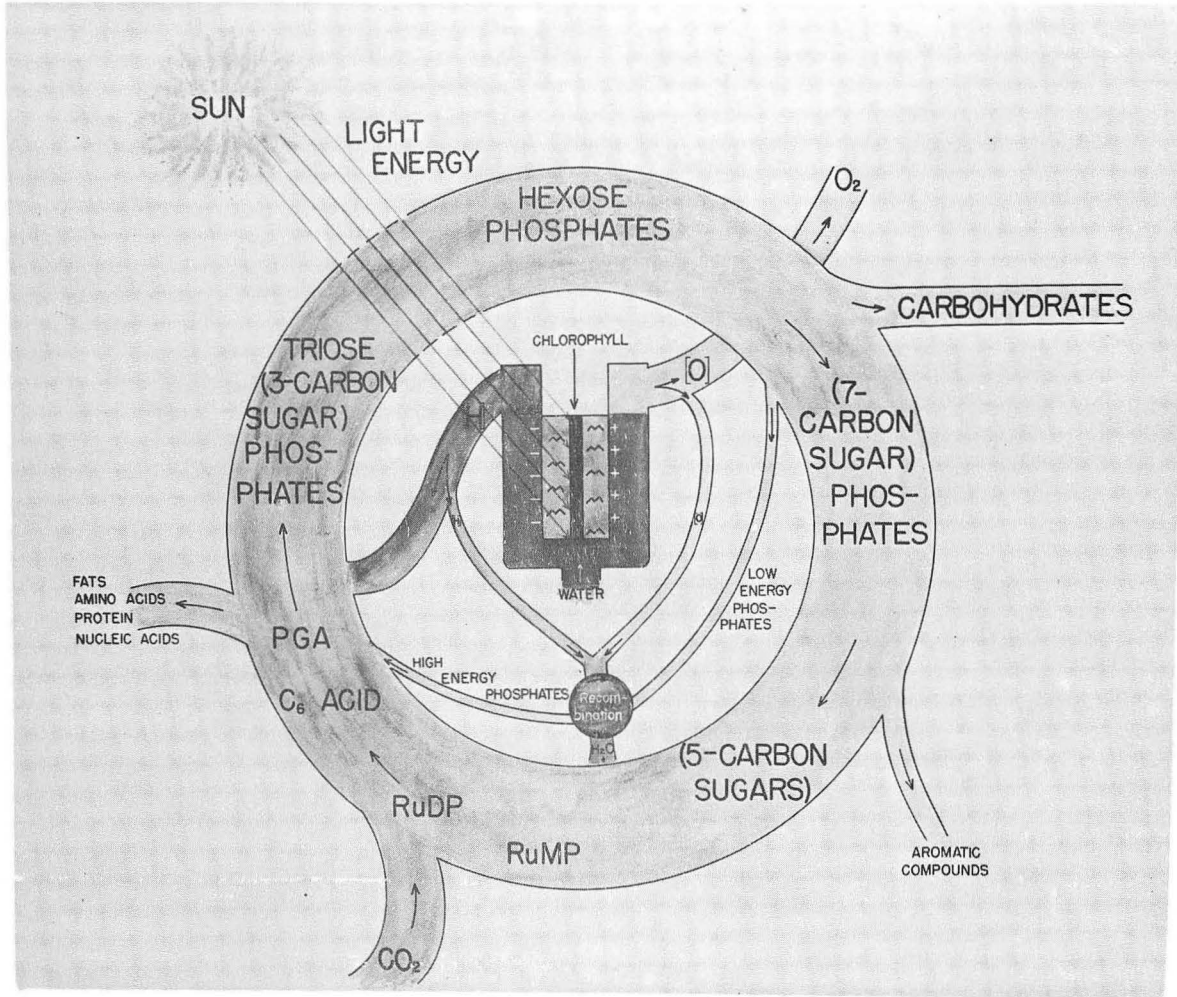 SUN
LIGHT
ENERGY
HEXOSE
PHOSPHATES
O₂
CARBOHYDRATES
CHLOROPHYLL
TRIOSE
(3-CARBON
SUGAR)
PHOS-
PHATES
H
[O]
(7-
CARBON
SUGAR)
PHOS-
PHATES
H
O
WATER
LOW
ENERGY
PHOS-
PHATES
FATS
AMINO ACIDS
PROTEIN
NUCLEIC ACIDS
PGA
HIGH
ENERGY
PHOSPHATES
Recom-
bination
H₂O
C₆ ACID
(5-CARBON
SUGARS)
RuDP
RuMP
AROMATIC
COMPOUNDS
CO₂